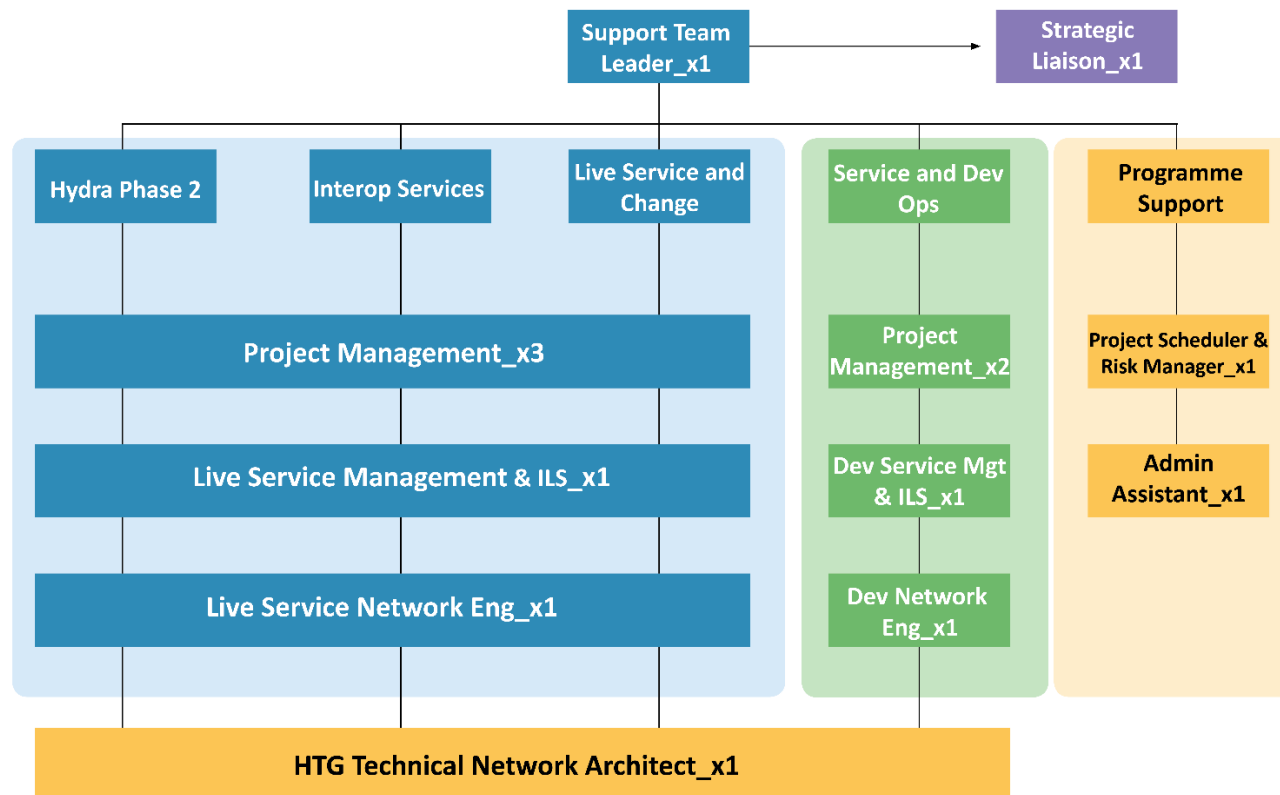 Support Team
Leader_x1
Strategic
Liaison_x1
Hydra Phase 2
Interop Services
Live Service and
Change
Service and Dev
Ops
Programme
Support
Project Management_x3
Project
Management_x2
Project Scheduler &
Risk Manager_x1
Live Service Management & ILS_x1
Dev Service Mgt
& ILS_x1
Admin
Assistant_x1
Live Service Network Eng_x1
Dev Network
Eng_x1
HTG Technical Network Architect_x1